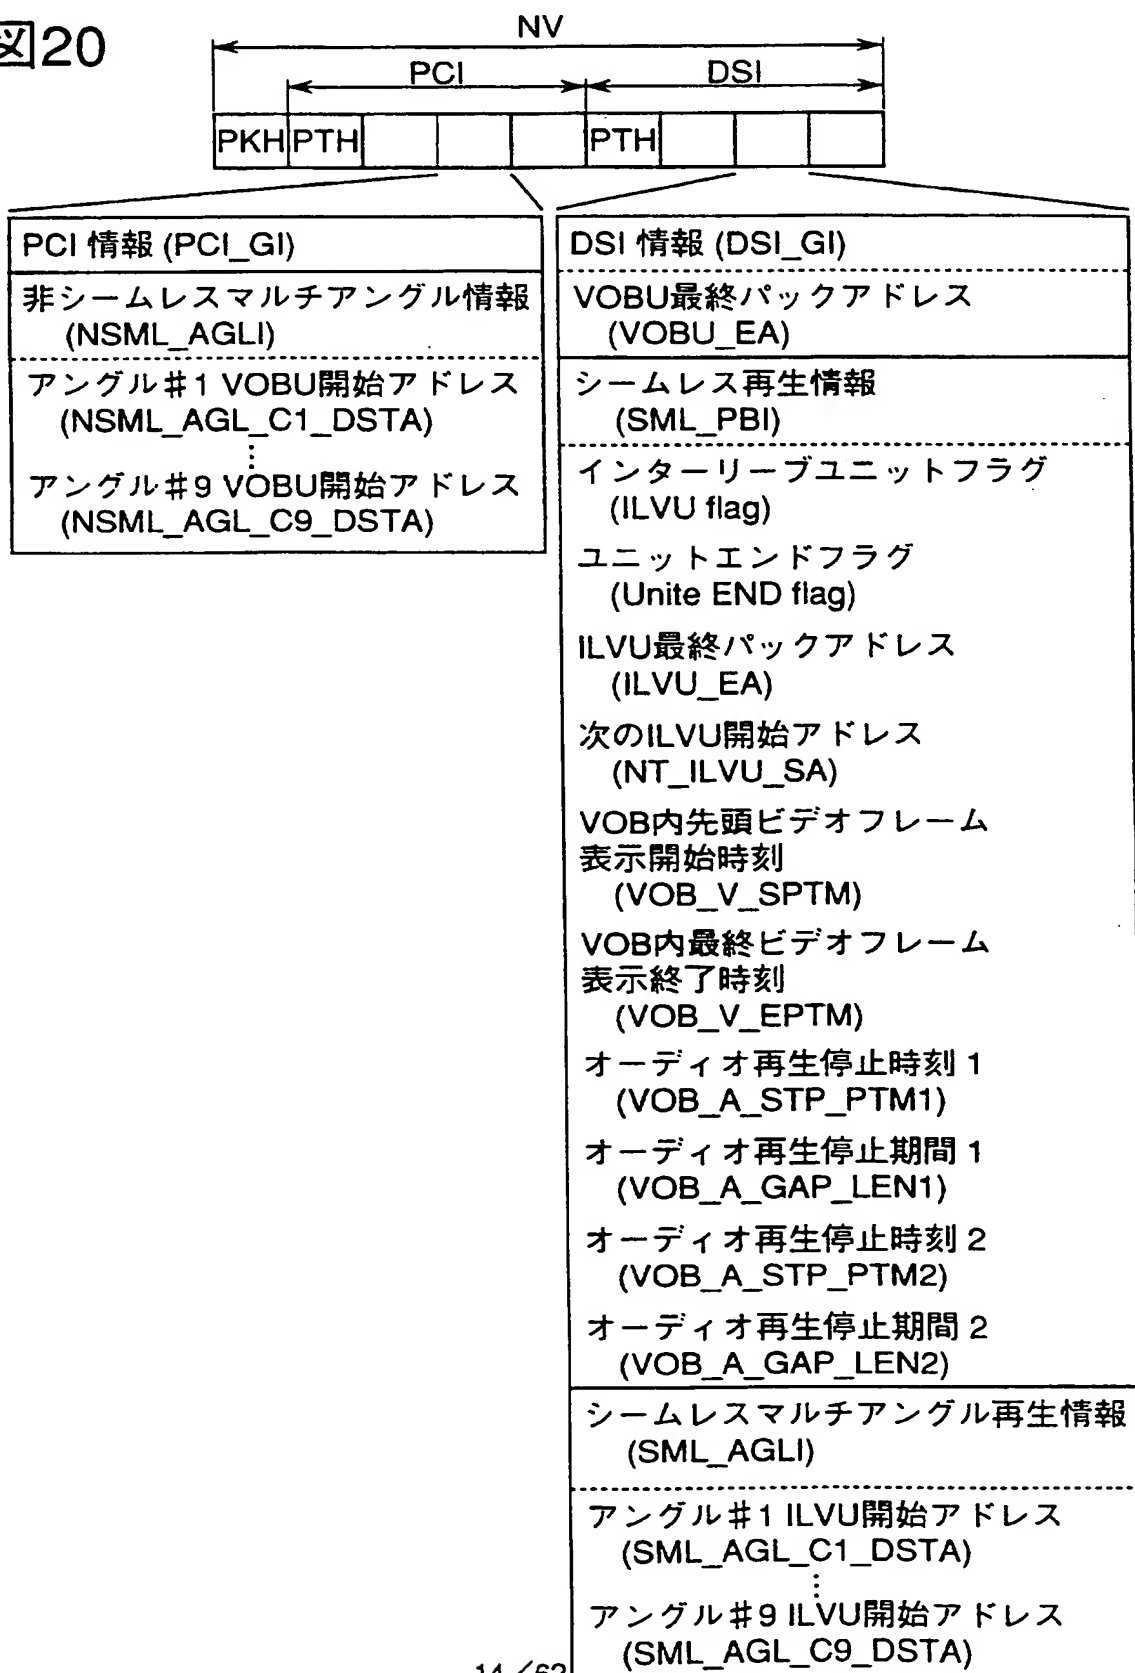 図20
NV
PCI
DSI
PKH PTH PTH
PCI 情報 (PCI_GI)
非シームレスマルチアングル情報
(NSML_AGLI)
アングル#1 VOBU開始アドレス
(NSML_AGL_C1_DSTA)
⋮
アングル#9 VOBU開始アドレス
(NSML_AGL_C9_DSTA)
DSI 情報 (DSI_GI)
VOBU最終パックアドレス
(VOBU_EA)
シームレス再生情報
(SML_PBI)
インターリーブユニットフラグ
(ILVU flag)
ユニットエンドフラグ
(Unite END flag)
ILVU最終パックアドレス
(ILVU_EA)
次のILVU開始アドレス
(NT_ILVU_SA)
VOB内先頭ビデオフレーム
表示開始時刻
(VOB_V_SPTM)
VOB内最終ビデオフレーム
表示終了時刻
(VOB_V_EPTM)
オーディオ再生停止時刻 1
(VOB_A_STP_PTM1)
オーディオ再生停止期間 1
(VOB_A_GAP_LEN1)
オーディオ再生停止時刻 2
(VOB_A_STP_PTM2)
オーディオ再生停止期間 2
(VOB_A_GAP_LEN2)
シームレスマルチアングル再生情報
(SML_AGLI)
アングル#1 ILVU開始アドレス
(SML_AGL_C1_DSTA)
⋮
アングル#9 ILVU開始アドレス
(SML_AGL_C9_DSTA)
14/62